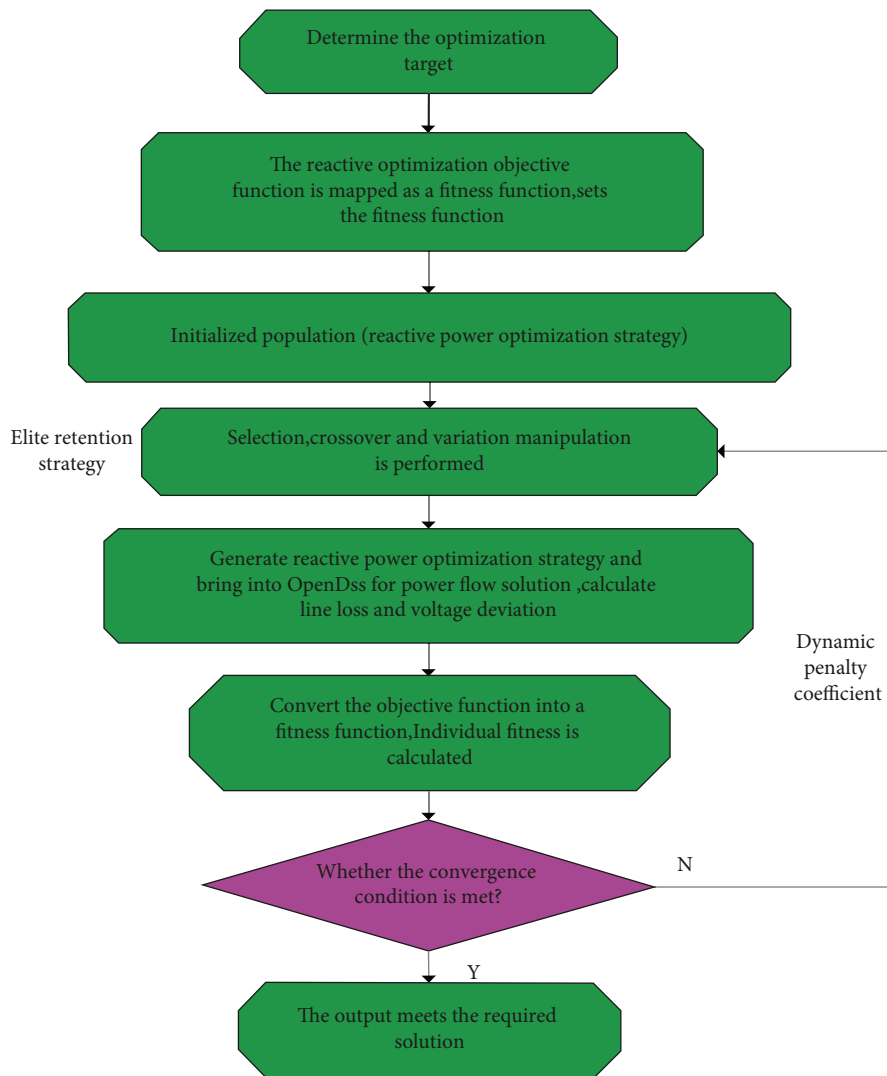 Determine the optimization
target
The reactive optimization objective
function is mapped as a fitness function,sets
the fitness function
Initialized population (reactive power optimization strategy)
Elite retention
strategy
Selection,crossover and variation manipulation
is performed
Generate reactive power optimization strategy and
bring into OpenDss for power flow solution ,calculate
line loss and voltage deviation
Dynamic
penalty
coefficient
Convert the objective function into a
fitness function,Individual fitness is
calculated
Whether the convergence
condition is met?
N
Y
The output meets the required
solution